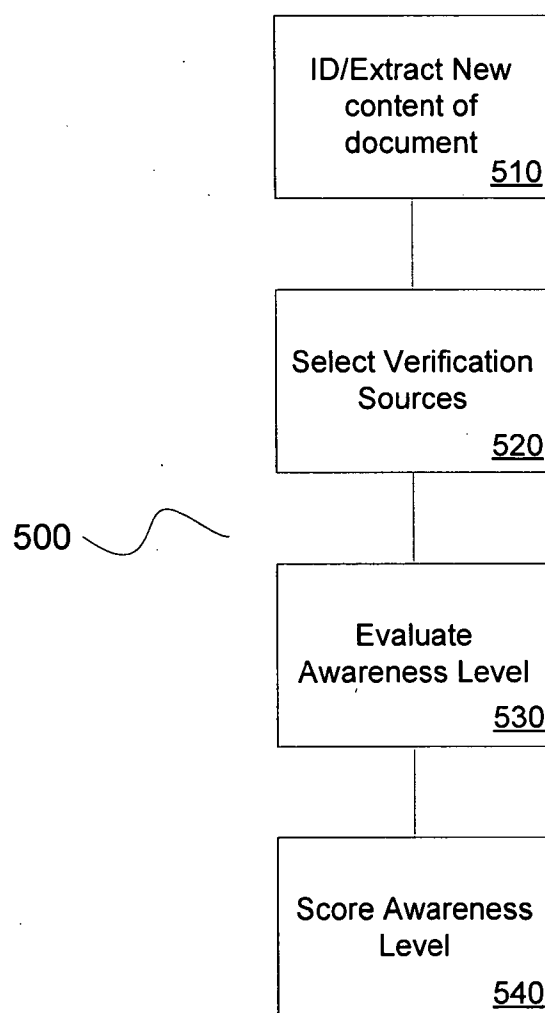 ID/Extract New
content of
document
510
Select Verification
Sources
520
500
Evaluate
Awareness Level
530
Score Awareness
Level
540